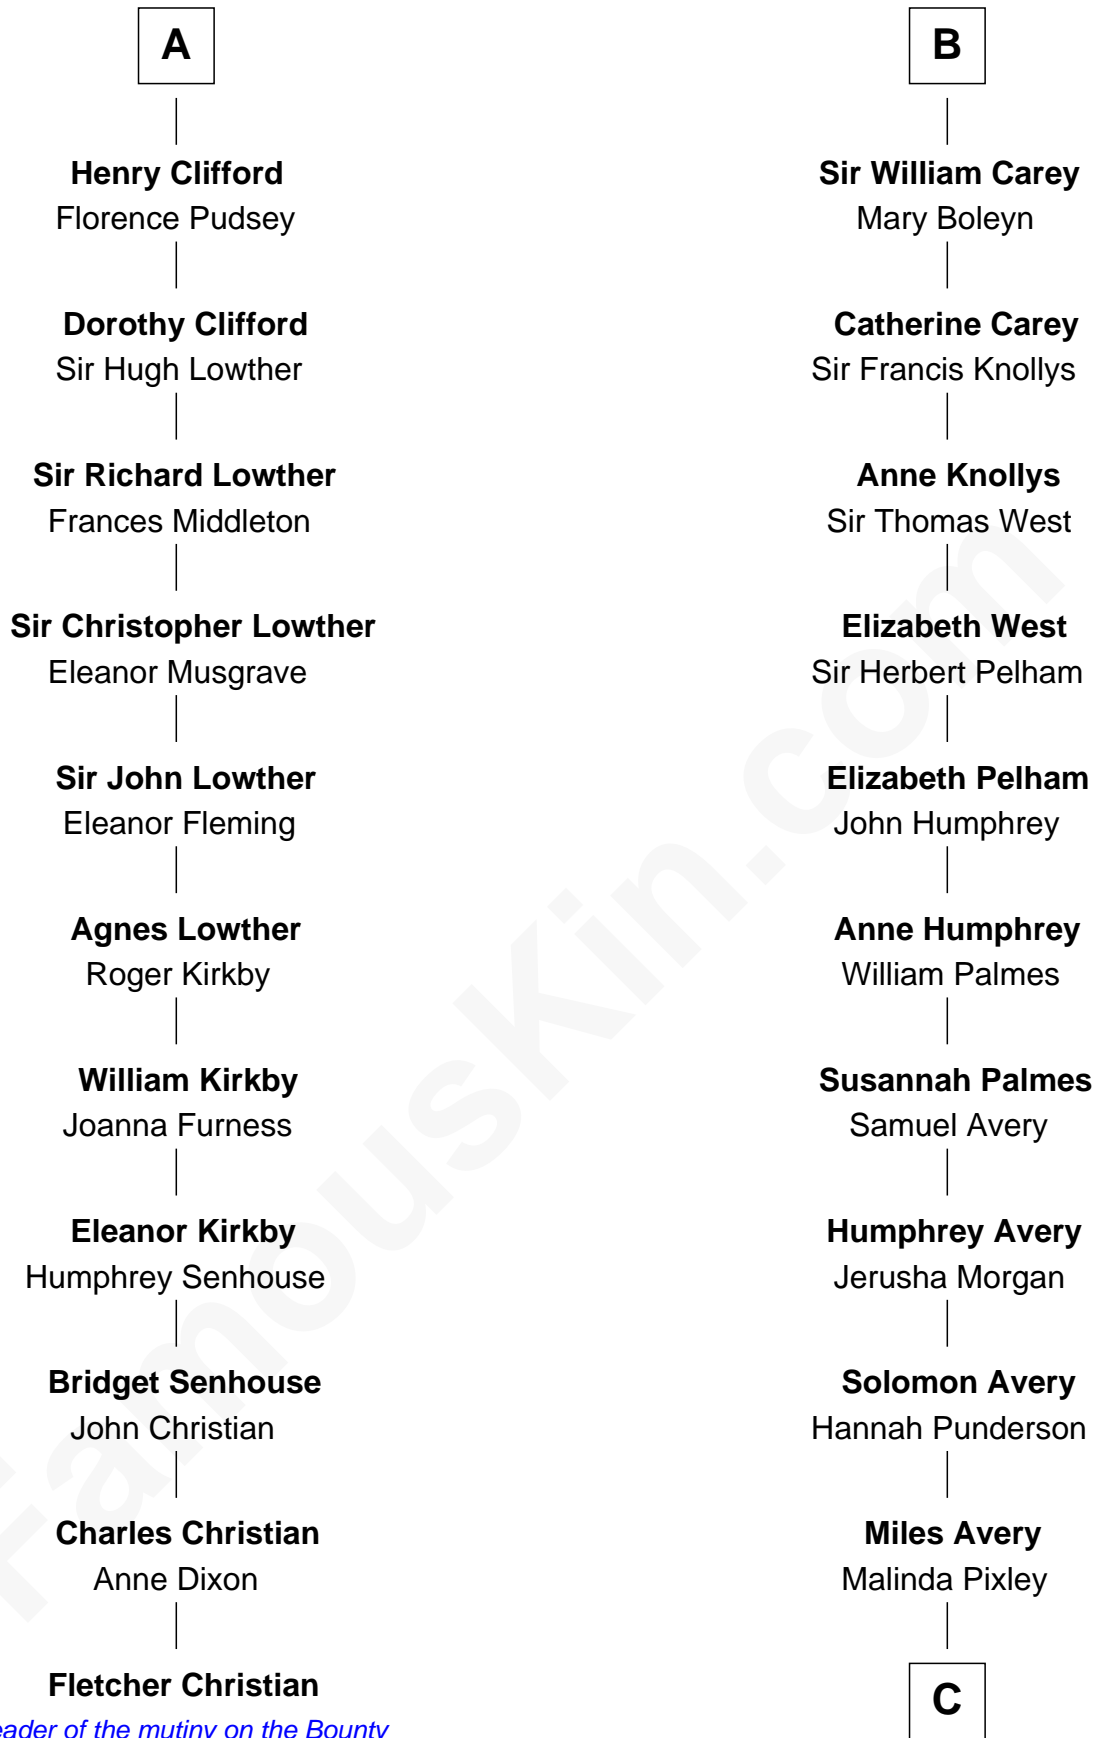 A
Henry Clifford
Florence Pudsey
Dorothy Clifford
Sir Hugh Lowther
Sir Richard Lowther
Frances Middleton
Sir Christopher Lowther
Eleanor Musgrave
Sir John Lowther
Eleanor Fleming
Agnes Lowther
Roger Kirkby
William Kirkby
Joanna Furness
Eleanor Kirkby
Humphrey Senhouse
Bridget Senhouse
John Christian
Charles Christian
Anne Dixon
Fletcher Christian
eader of the mutiny on the Bounty
B
Sir William Carey
Mary Boleyn
Catherine Carey
Sir Francis Knollys
Anne Knollys
Sir Thomas West
Elizabeth West
Sir Herbert Pelham
Elizabeth Pelham
John Humphrey
Anne Humphrey
William Palmes
Susannah Palmes
Samuel Avery
Humphrey Avery
Jerusha Morgan
Solomon Avery
Hannah Punderson
Miles Avery
Malinda Pixley
C
FamousKin.com